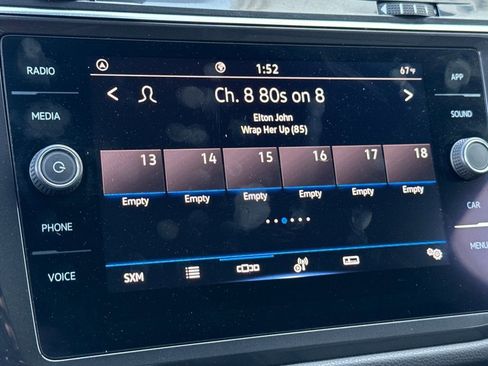 RADIO
MEDIA
PHONE
VOICE
1:52
67°F
< Ch. 8 80s on 8 >
Elton John
Wrap Her Up (85)
13 14 15 16 17 18
Empty Empty Empty Empty Empty Empty
SXM
APP
SOUND
CAR
MENU